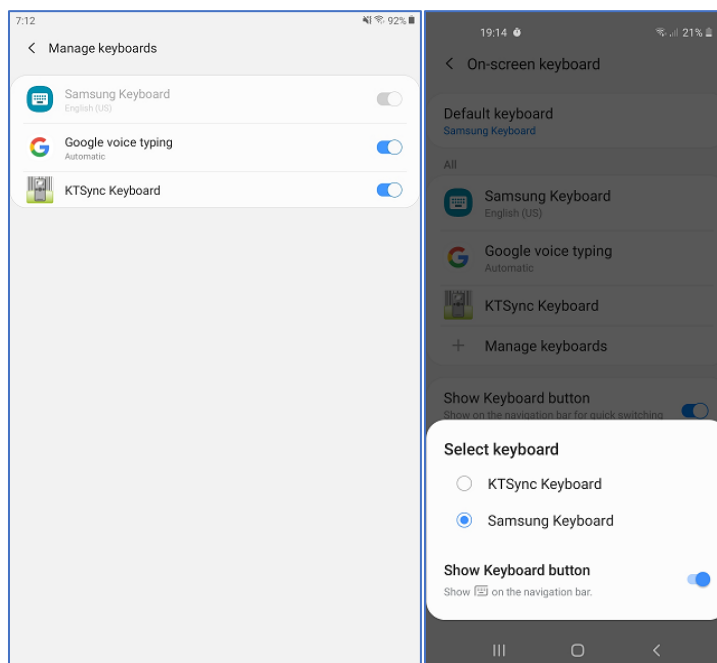 7:12
92%
Manage keyboards
Samsung Keyboard
English (US)
Google voice typing
Automatic
KTSync Keyboard
19:14
21%
On-screen keyboard
Default keyboard
Samsung Keyboard
All
Samsung Keyboard
English (US)
Google voice typing
Automatic
KTSync Keyboard
Manage keyboards
Show Keyboard button
Show on the navigation bar for quick switching
Select keyboard
KTSync Keyboard
Samsung Keyboard
Show Keyboard button
Show on the navigation bar.